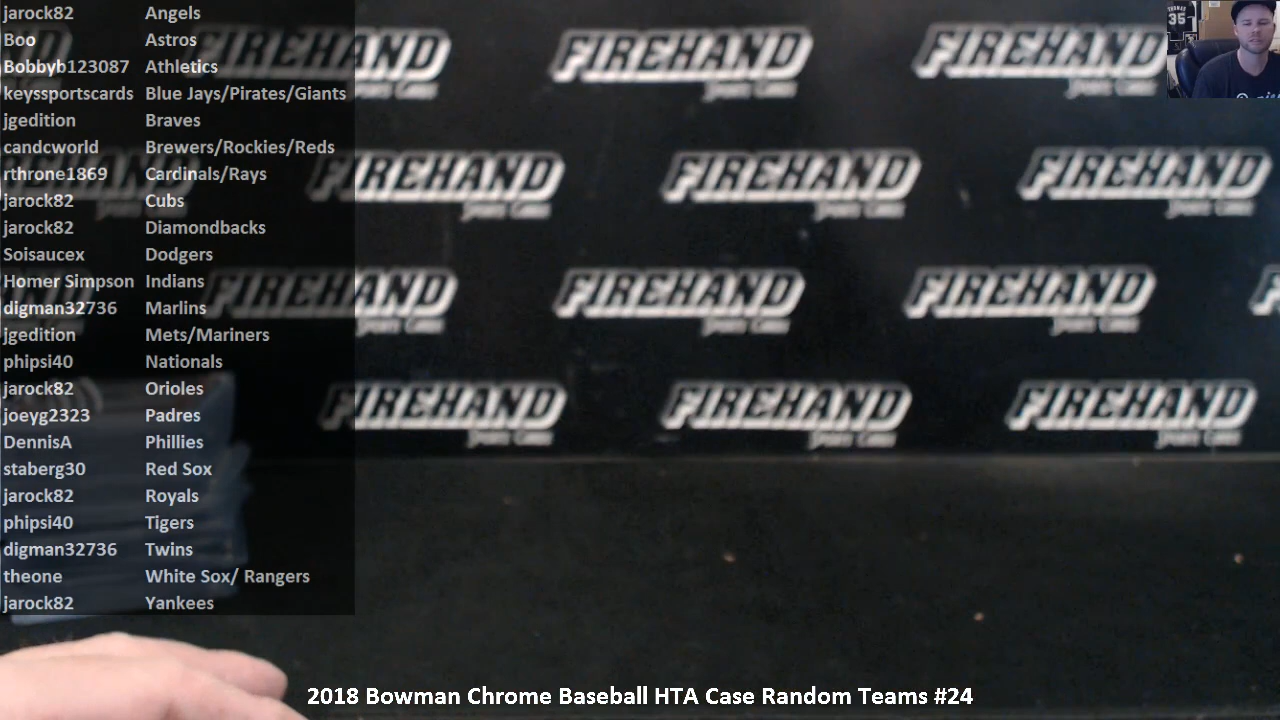 jarock82 Angels
Boo Astros
Bobbyb123087 Athletics
keyssportscards Blue Jays/Pirates/Giants
jgedition Braves
candcworld Brewers/Rockies/Reds
rthrone1869 Cardinals/Rays
jarock82 Cubs
jarock82 Diamondbacks
Soisaucex Dodgers
Homer Simpson Indians
digman32736 Marlins
jgedition Mets/Mariners
phipsi40 Nationals
jarock82 Orioles
joeyg2323 Padres
DennisA Phillies
staberg30 Red Sox
jarock82 Royals
phipsi40 Tigers
digman32736 Twins
theone White Sox/ Rangers
jarock82 Yankees
FIREHAND FIREHAND FIREHAND
FIREHAND FIREHAND FIREHAND
FIREHAND FIREHAND FIREHAND
FIREHAND FIREHAND FIREHAND
THOMAS
35
2018 Bowman Chrome Baseball HTA Case Random Teams #24